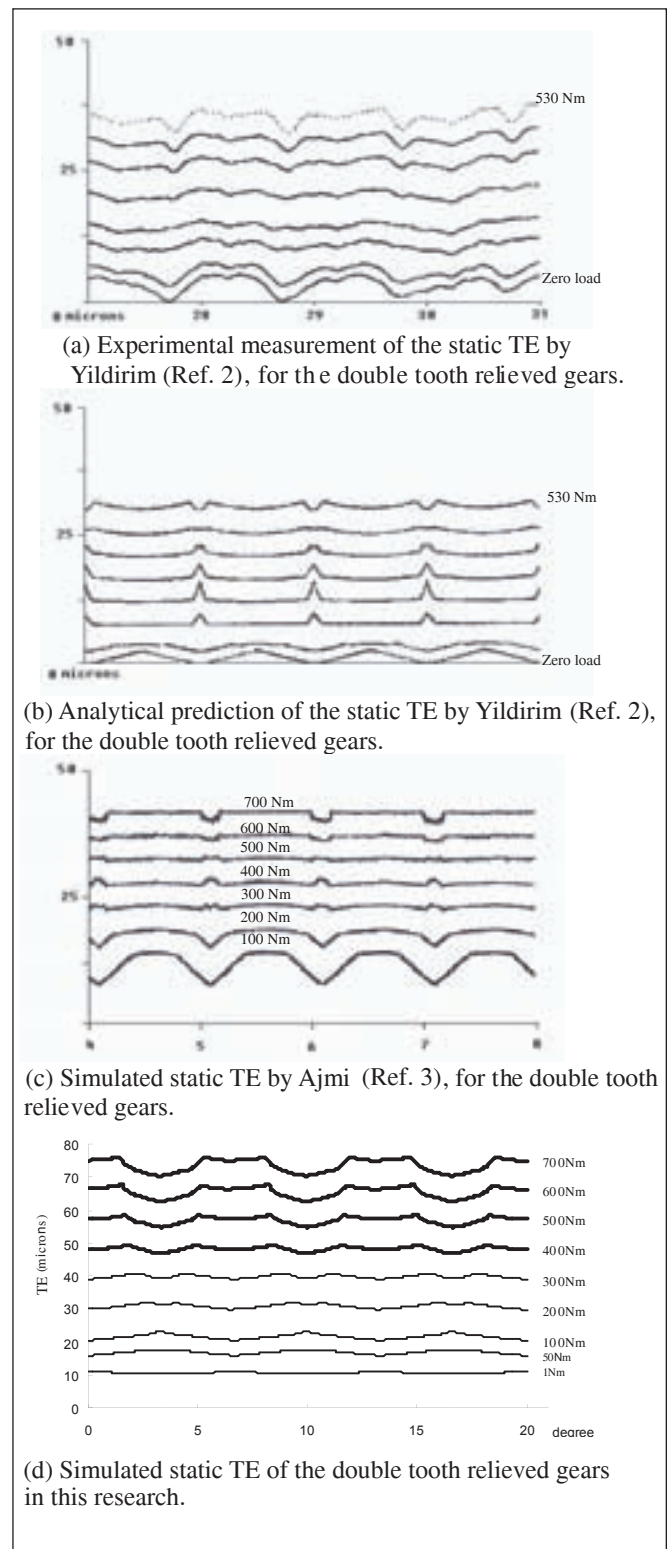 50
530 Nm
25
Zero load
0 microns
28
29
30
31
(a) Experimental measurement of the static TE by
Yildirim (Ref. 2), for the double tooth relieved gears.
50
530 Nm
25
Zero load
0 microns
(b) Analytical prediction of the static TE by Yildirim (Ref. 2),
for the double tooth relieved gears.
50
700 Nm
600 Nm
500 Nm
400 Nm
300 Nm
25
200 Nm
100 Nm
4
5
6
7
8
(c) Simulated static TE by Ajmi (Ref. 3), for the double tooth
relieved gears.
TE (microns)
80
70
60
50
40
30
20
10
0
700Nm
600Nm
500Nm
400Nm
300Nm
200Nm
100Nm
50Nm
1Nm
0
5
10
15
20
degree
(d) Simulated static TE of the double tooth relieved gears
in this research.